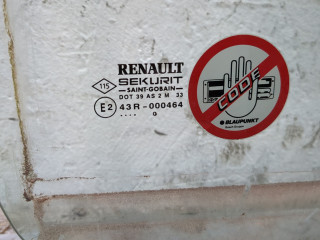 RENAULT
115
SEKURIT
SAINT-GOBAIN
DOT 39 AS 2 M 33
E2 43R-000464
CODE
BLAUPUNKT